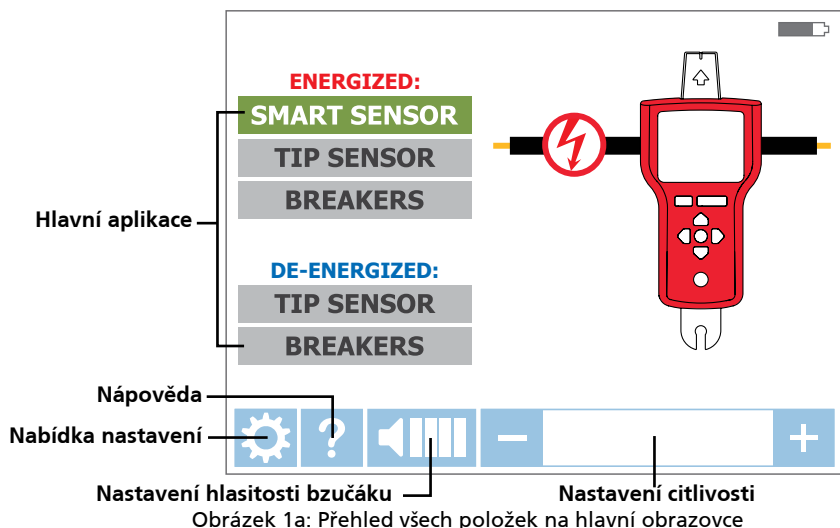 ENERGIZED:
SMART SENSOR
TIP SENSOR
BREAKERS
Hlavní aplikace
DE-ENERGIZED:
TIP SENSOR
BREAKERS
Nápověda
?
Nabídka nastavení
Nastavení hlasitosti bzučáku
Nastavení citlivosti
Obrázek 1a: Přehled všech položek na hlavní obrazovce